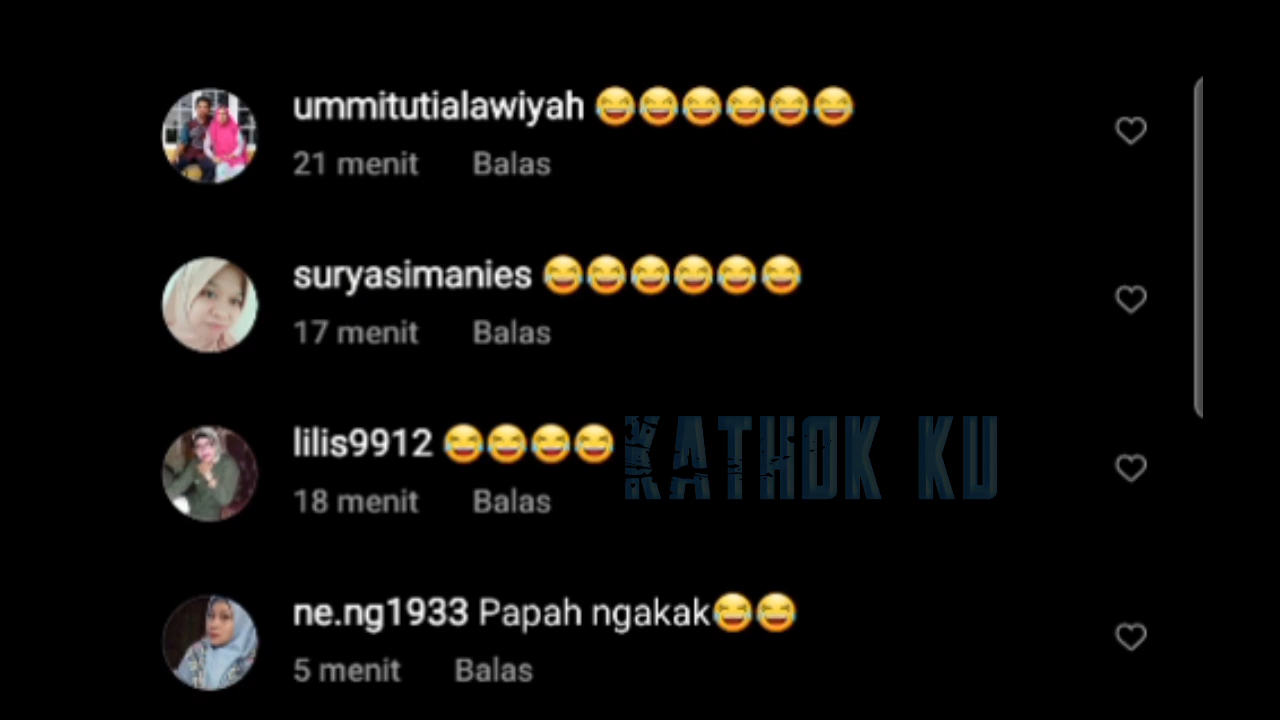 ummitutialawiyah 😂😂😂😂😂😂
21 menit Balas
suryasimanies 😂😂😂😂😂😂
17 menit Balas
lilis9912 😂😂😂😂
KATHOK KU
18 menit Balas
ne.ng1933 Papah ngakak😂😂
5 menit Balas